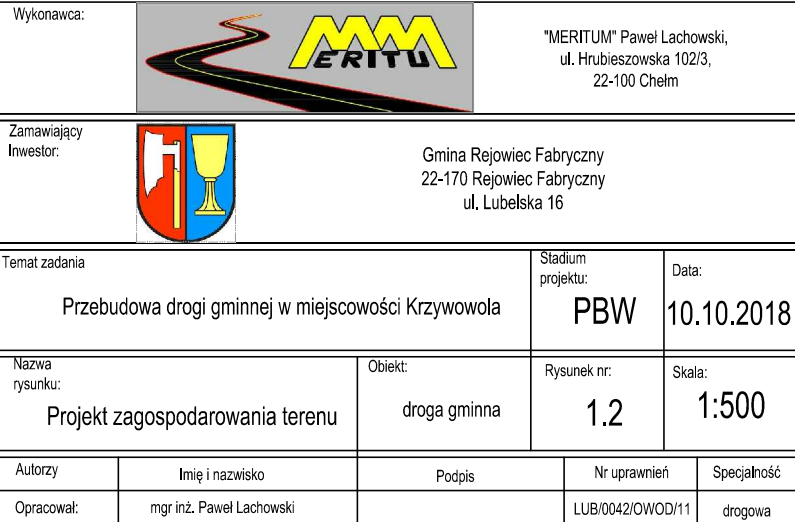 Wykonawca:
MM
ERITU
"MERITUM" Paweł Lachowski,
ul. Hrubieszowska 102/3,
22-100 Chełm
Zamawiający
Inwestor:
Gmina Rejowiec Fabryczny
22-170 Rejowiec Fabryczny
ul. Lubelska 16
Temat zadania
Przebudowa drogi gminnej w miejscowości Krzywowola
Stadium
projektu:
PBW
Data:
10.10.2018
Nazwa
rysunku:
Projekt zagospodarowania terenu
Obiekt:
droga gminna
Rysunek nr:
1.2
Skala:
1:500
Autorzy
Imię i nazwisko
Podpis
Nr uprawnień
Specjalność
Opracował:
mgr inż. Paweł Lachowski
LUB/0042/OWOD/11
drogowa